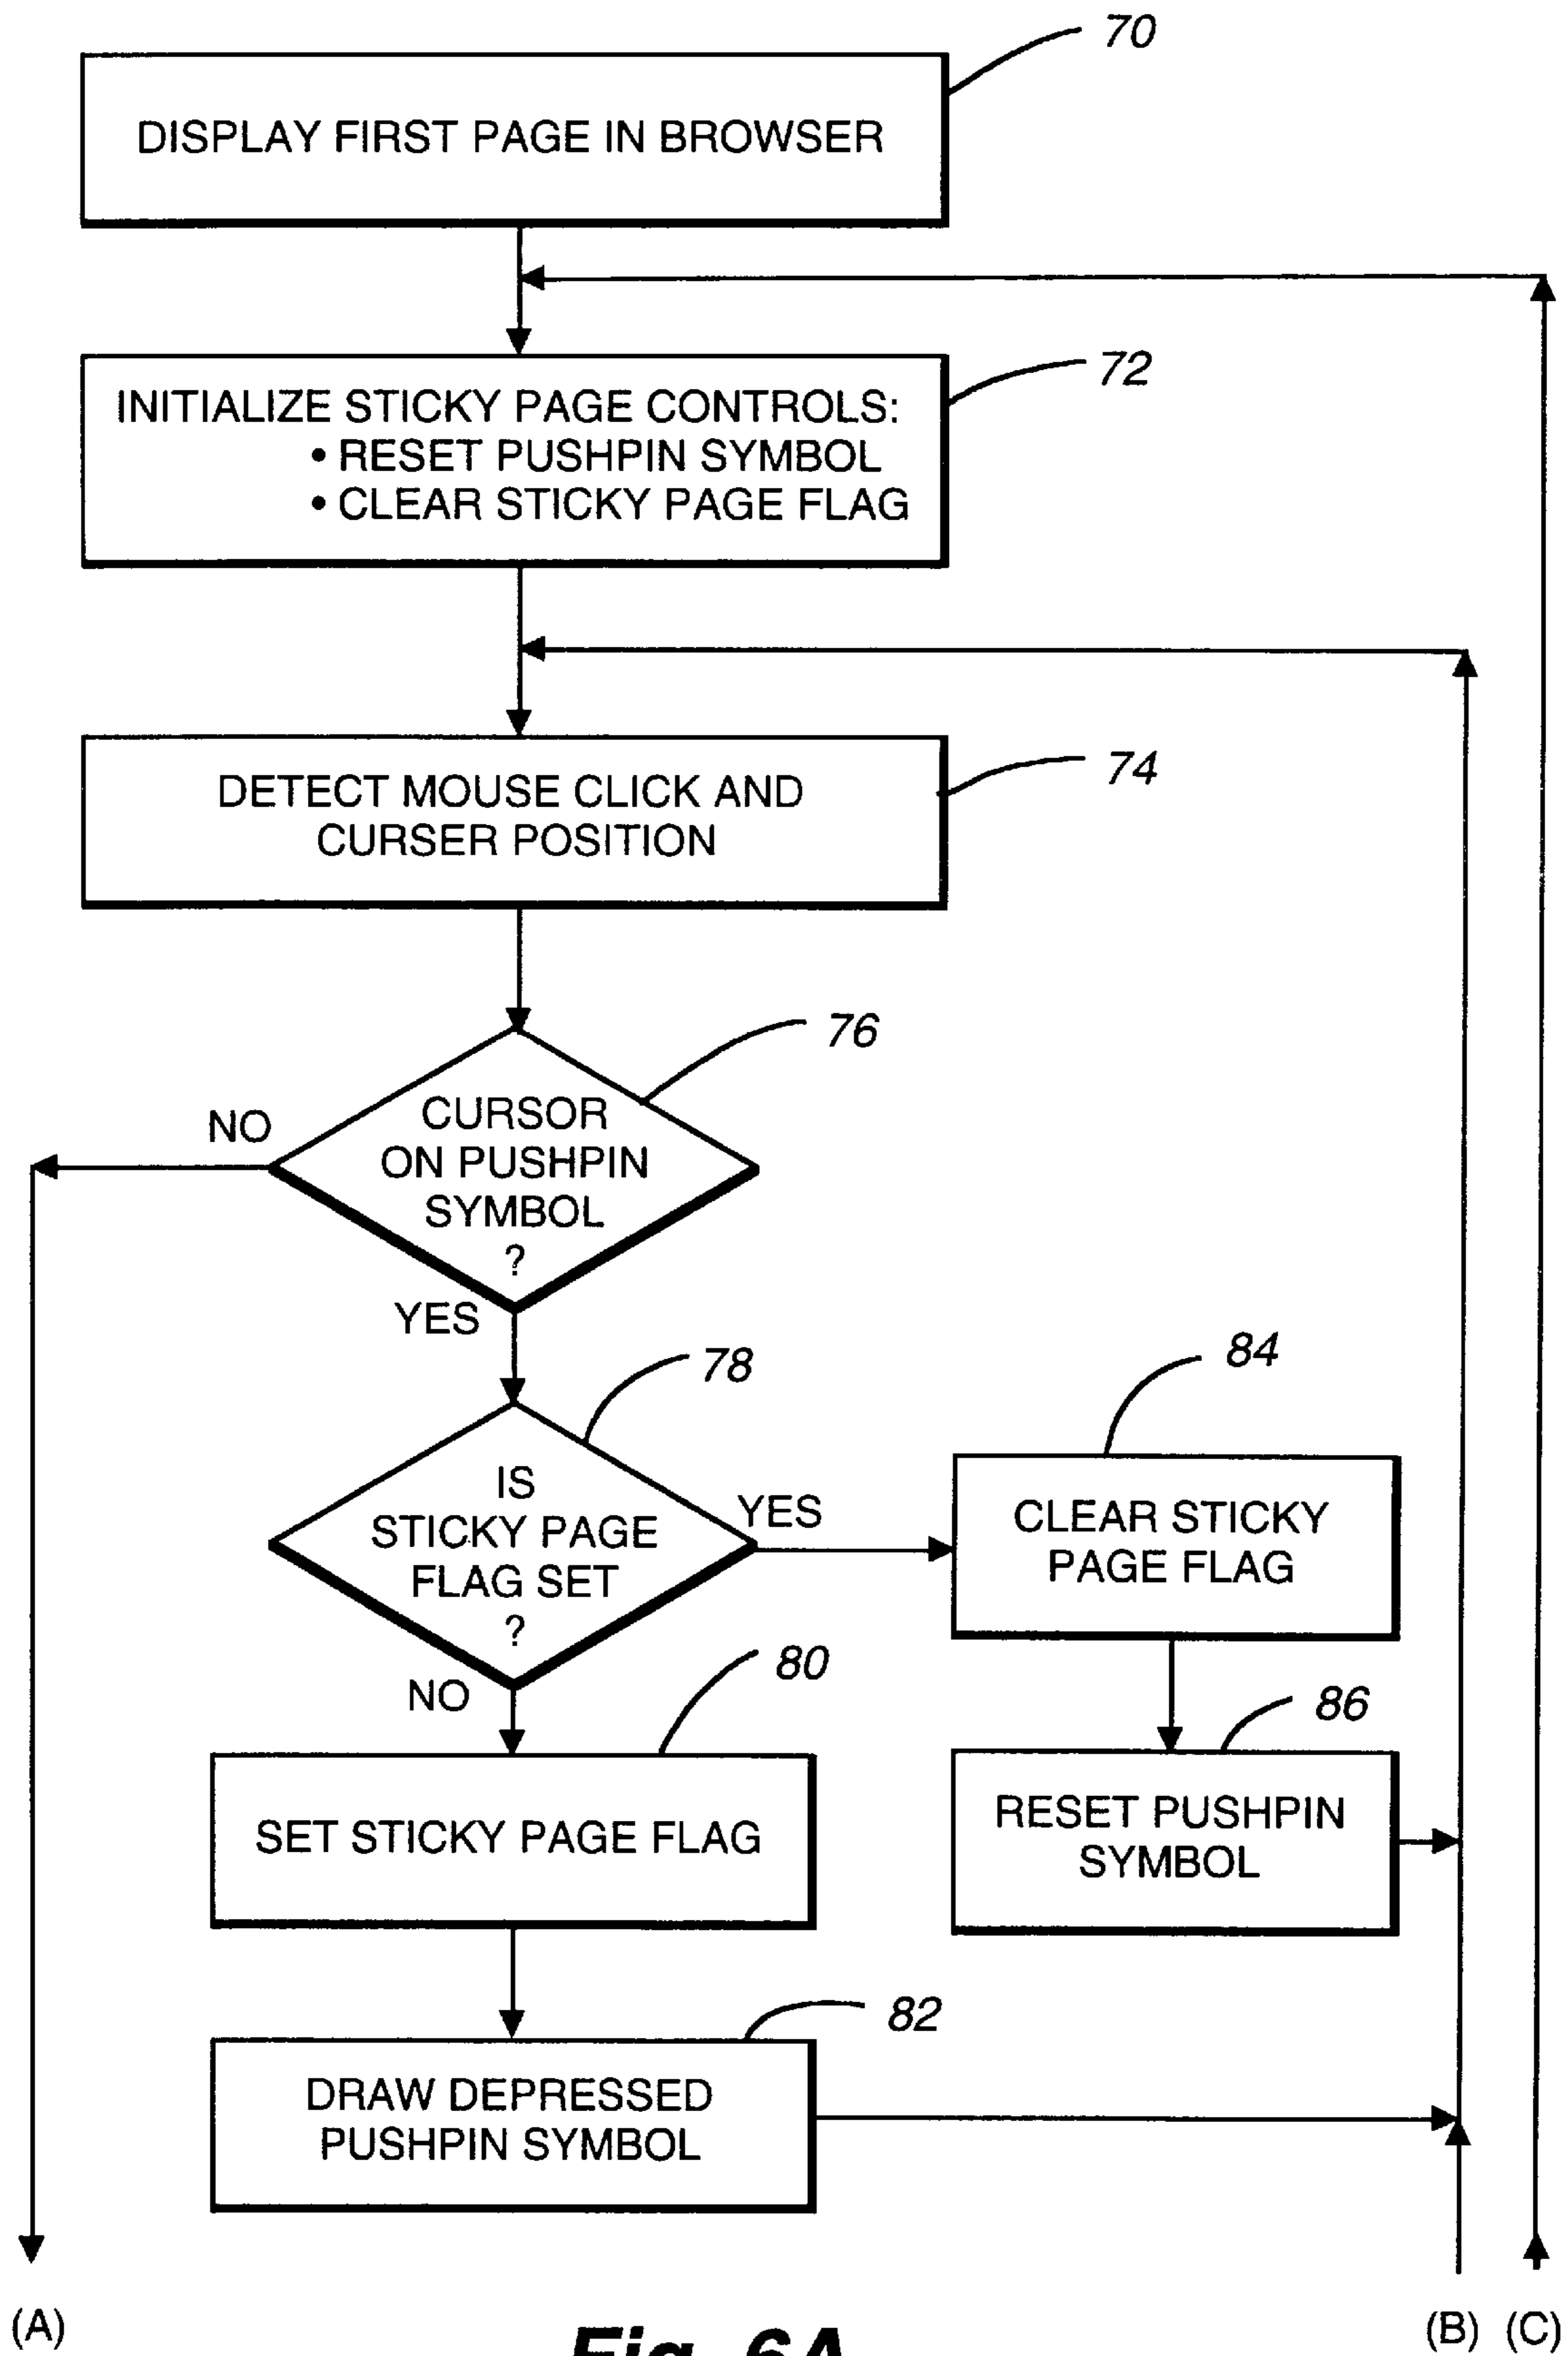 70
DISPLAY FIRST PAGE IN BROWSER
72
INITIALIZE STICKY PAGE CONTROLS:
• RESET PUSHPIN SYMBOL
• CLEAR STICKY PAGE FLAG
74
DETECT MOUSE CLICK AND
CURSER POSITION
76
NO
CURSOR
ON PUSHPIN
SYMBOL
?
YES
78
IS
STICKY PAGE
FLAG SET
?
YES
NO
84
CLEAR STICKY
PAGE FLAG
80
SET STICKY PAGE FLAG
86
RESET PUSHPIN
SYMBOL
82
DRAW DEPRESSED
PUSHPIN SYMBOL
(A)
(B)
(C)
Fig. 6A